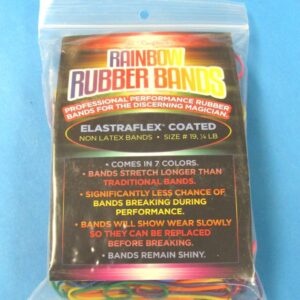 RAINBOW
RUBBER BANDS
PROFESSIONAL PERFORMANCE RUBBER
BANDS FOR THE DISCERNING MAGICIAN.
ELASTRAFLEX® COATED
NON LATEX BANDS • SIZE # 19, ¼ LB
• COMES IN 7 COLORS.
• BANDS STRETCH LONGER THAN
TRADITIONAL BANDS.
• SIGNIFICANTLY LESS CHANCE OF
BANDS BREAKING DURING
PERFORMANCE.
• BANDS WILL SHOW WEAR SLOWLY
SO THEY CAN BE REPLACED
BEFORE BREAKING.
• BANDS REMAIN SHINY.